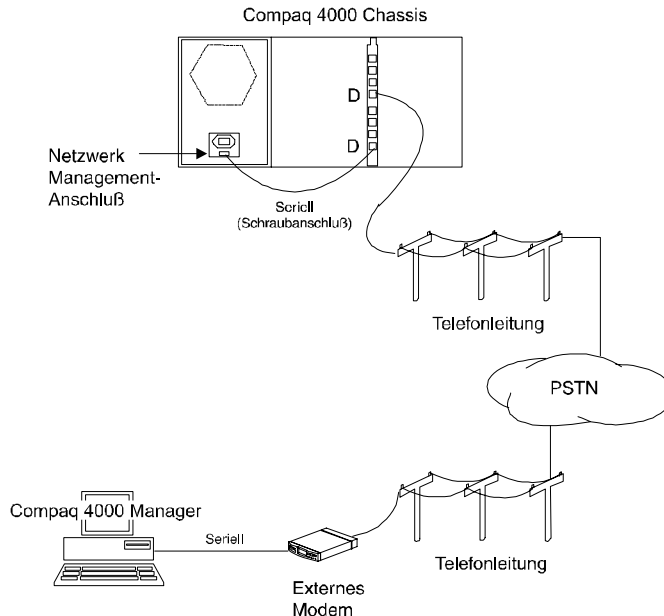 Compaq 4000 Chassis
D
D
Netzwerk
Management-
Anschluß
Seriell
(Schraubanschluß)
Telefonleitung
PSTN
Compaq 4000 Manager
Seriell
Telefonleitung
Externes
Modem